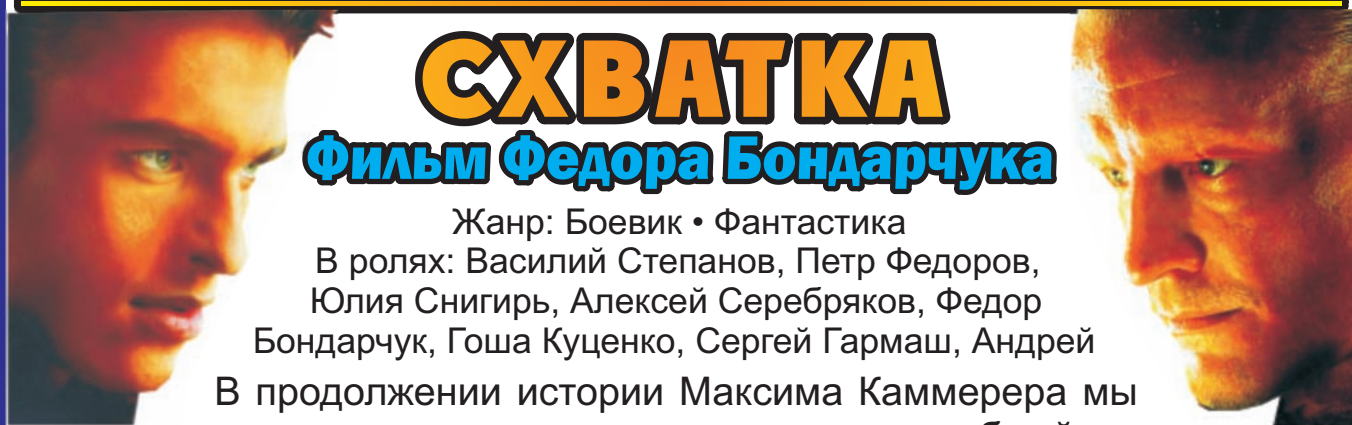 СХВАТКА
Фильм Федора Бондарчука
Жанр: Боевик • Фантастика
В ролях: Василий Степанов, Петр Федоров,
Юлия Снигирь, Алексей Серебряков, Федор
Бондарчук, Гоша Куценко, Сергей Гармаш, Андрей
В продолжении истории Максима Каммерера мы